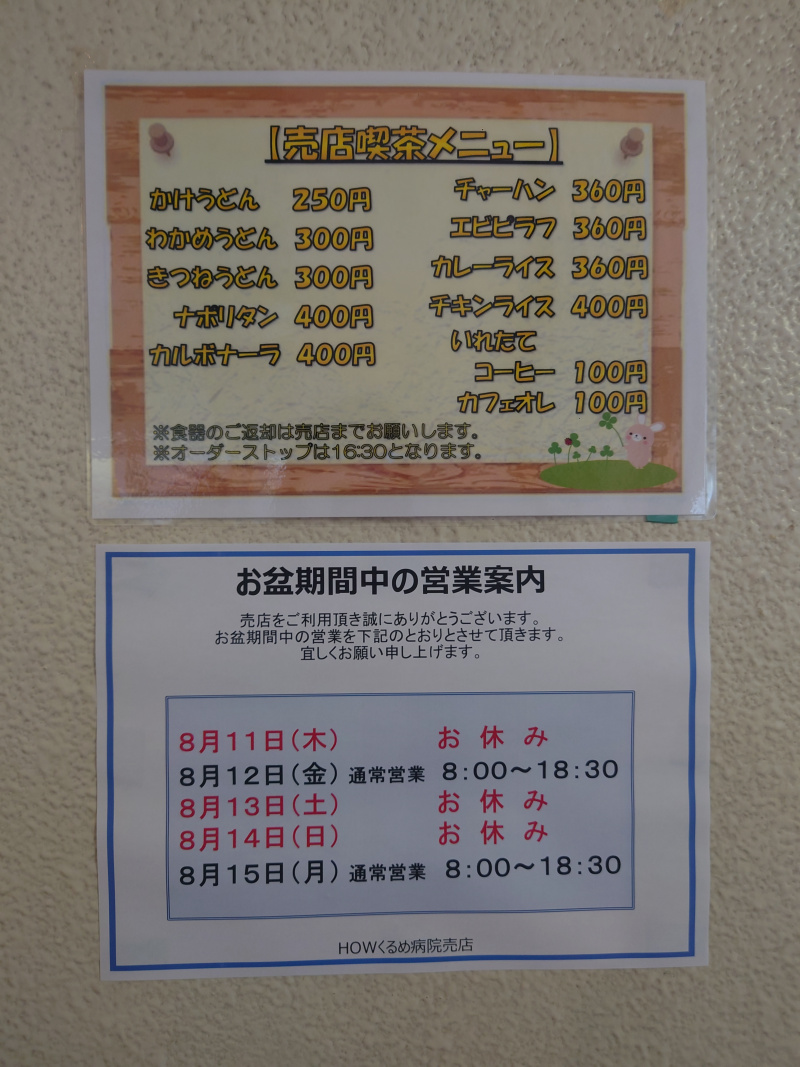 【売店喫茶メニュー】
かけうどん 250円
わかめうどん 300円
きつねうどん 300円
ナポリタン 400円
カルボナーラ 400円
チャーハン 360円
エビピラフ 360円
カレーライス 360円
チキンライス 400円
いれたて
コーヒー 100円
カフェオレ 100円
※食器のご返却は売店までお願いします。
※オーダーストップは16:30となります。
お盆期間中の営業案内
売店をご利用頂き誠にありがとうございます。
お盆期間中の営業を下記のとおりとさせて頂きます。
宜しくお願い申し上げます。
8月11日(木) お休み
8月12日(金) 通常営業 8:00～18:30
8月13日(土) お休み
8月14日(日) お休み
8月15日(月) 通常営業 8:00～18:30
HOWくるめ病院売店